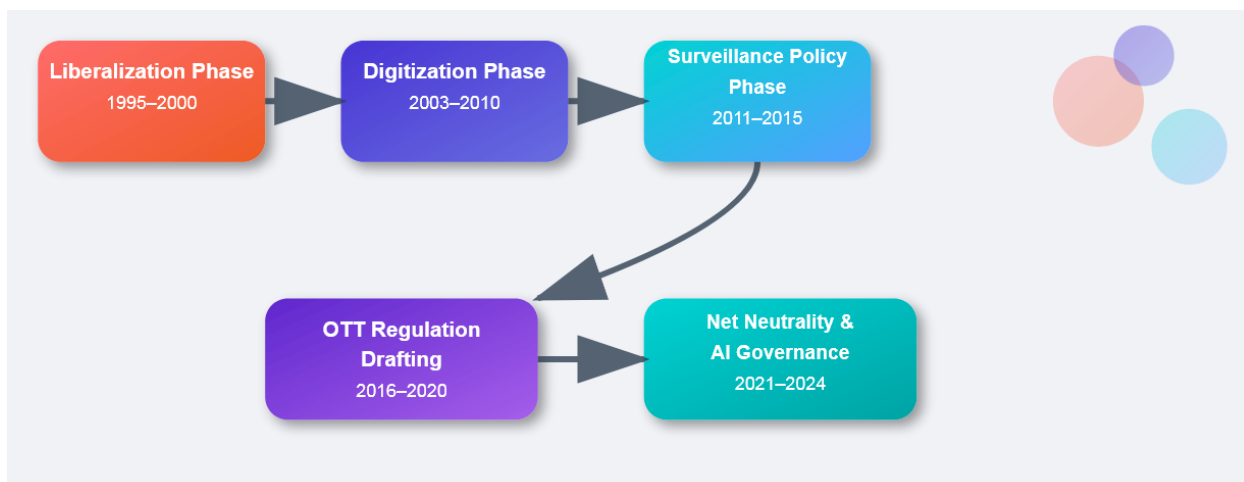 Liberalization Phase
1995–2000
Digitization Phase
2003–2010
Surveillance Policy
Phase
2011–2015
OTT Regulation
Drafting
2016–2020
Net Neutrality &
AI Governance
2021–2024